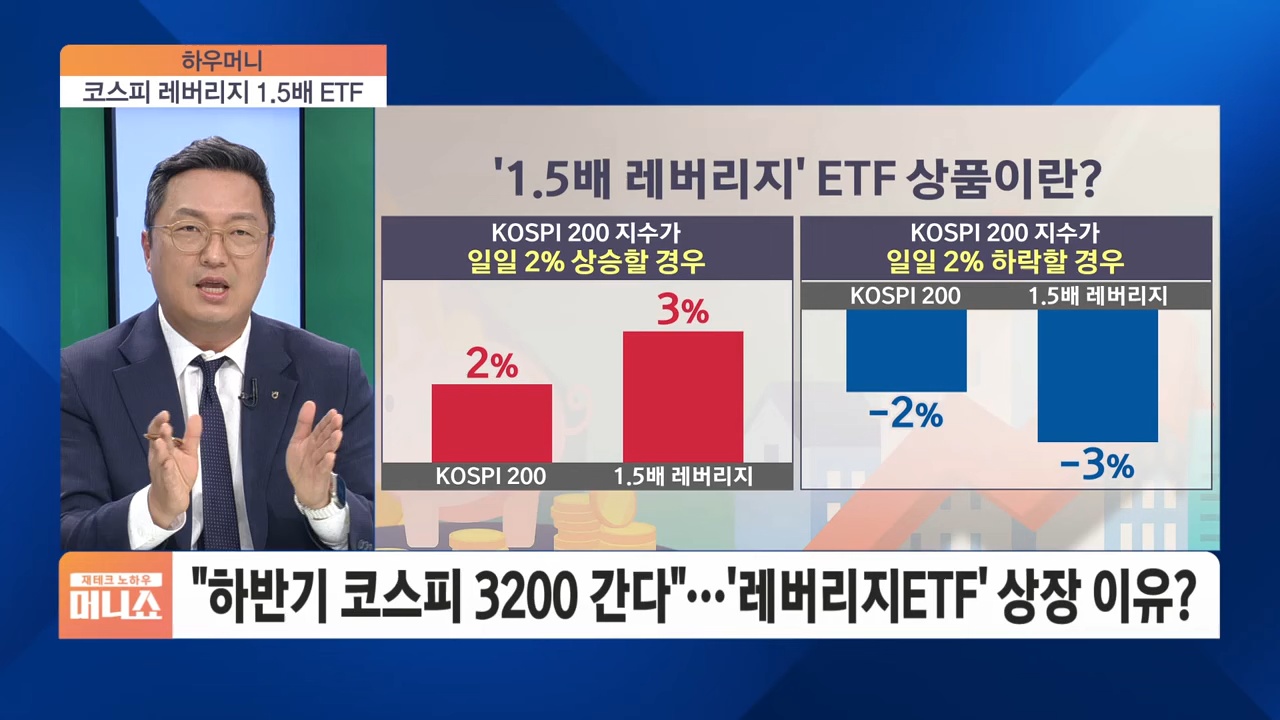 하우머니
코스피 레버리지 1.5배 ETF
'1.5배 레버리지' ETF 상품이란?
KOSPI 200 지수가
일일 2% 상승할 경우
3%
2%
KOSPI 200
1.5배 레버리지
KOSPI 200 지수가
일일 2% 하락할 경우
KOSPI 200
1.5배 레버리지
-2%
-3%
재테크 노하우
머니쇼
"하반기 코스피 3200 간다"…'레버리지ETF' 상장 이유?